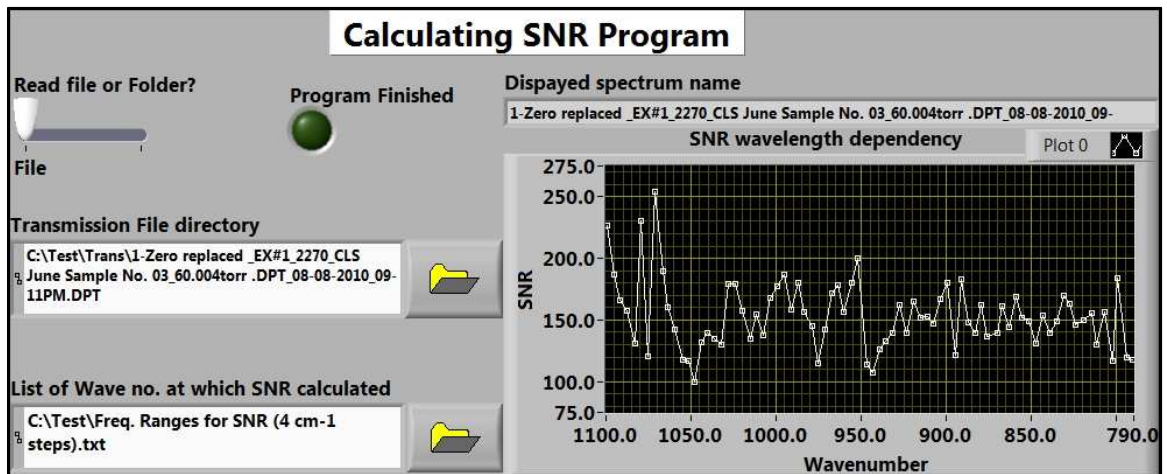 Calculating SNR Program
Read file or Folder?
File
Program Finished
Transmission File directory
C:\Test\Trans\1-Zero replaced _EX#1_2270_CLS
June Sample No. 03_60.004torr .DPT_08-08-2010_09-
11PM.DPT
List of Wave no. at which SNR calculated
C:\Test\Freq. Ranges for SNR (4 cm-1
steps).txt
Dispayed spectrum name
1-Zero replaced _EX#1_2270_CLS June Sample No. 03_60.004torr .DPT_08-08-2010_09-
SNR wavelength dependency
Plot 0
SNR
275.0
250.0
200.0
150.0
100.0
75.0
1100.0 1050.0 1000.0 950.0 900.0 850.0 790.0
Wavenumber